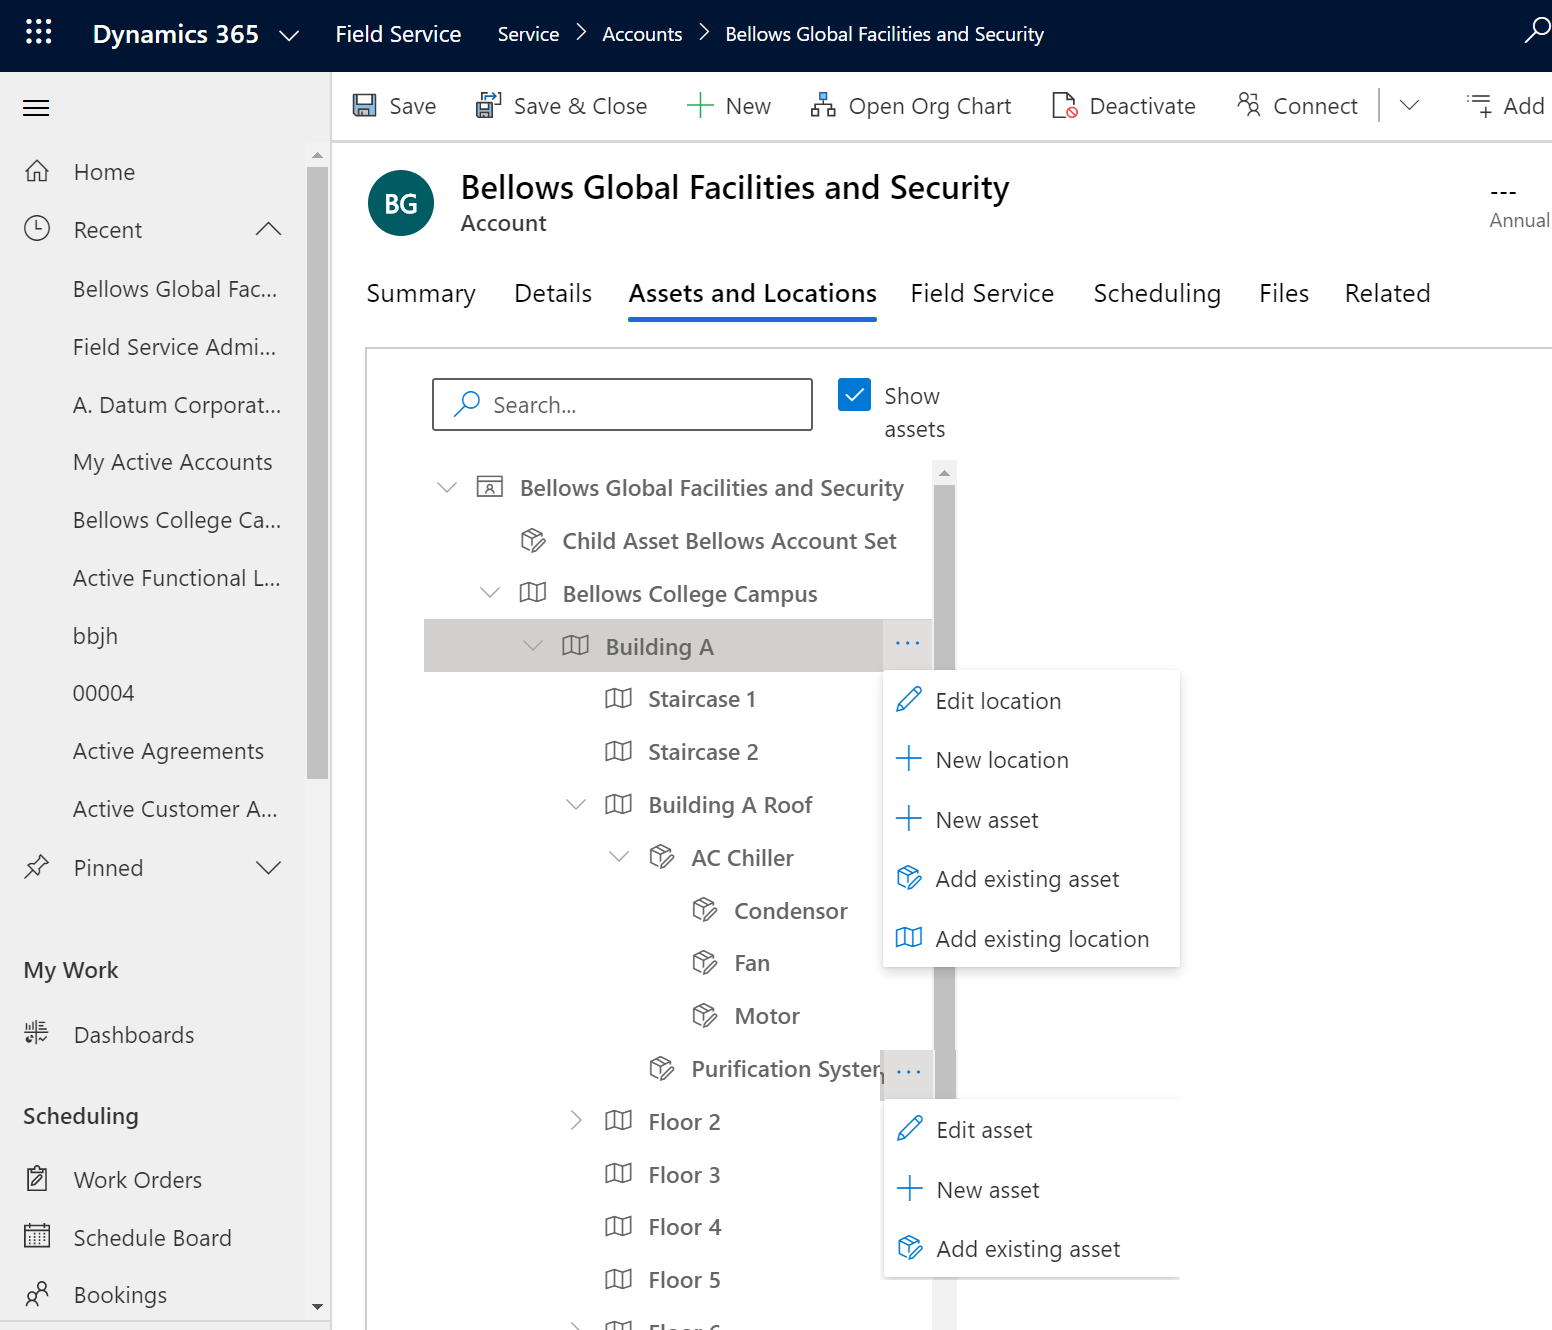 Dynamics 365
Field Service
Service
Accounts
Bellows Global Facilities and Security
Save
Save & Close
New
Open Org Chart
Deactivate
Connect
Add
Home
Recent
Bellows Global Fac...
Field Service Admi...
A. Datum Corporat...
My Active Accounts
Bellows College Ca...
Active Functional L...
bbjh
00004
Active Agreements
Active Customer A...
Pinned
My Work
Dashboards
Scheduling
Work Orders
Schedule Board
Bookings
BG
Bellows Global Facilities and Security
Account
---
Annual
Summary
Details
Assets and Locations
Field Service
Scheduling
Files
Related
Search...
Show
assets
Bellows Global Facilities and Security
Child Asset Bellows Account Set
Bellows College Campus
Building A
Staircase 1
Staircase 2
Building A Roof
AC Chiller
Condensor
Fan
Motor
Purification System
Floor 2
Floor 3
Floor 4
Floor 5
Floor 6
Edit location
New location
New asset
Add existing asset
Add existing location
Edit asset
New asset
Add existing asset